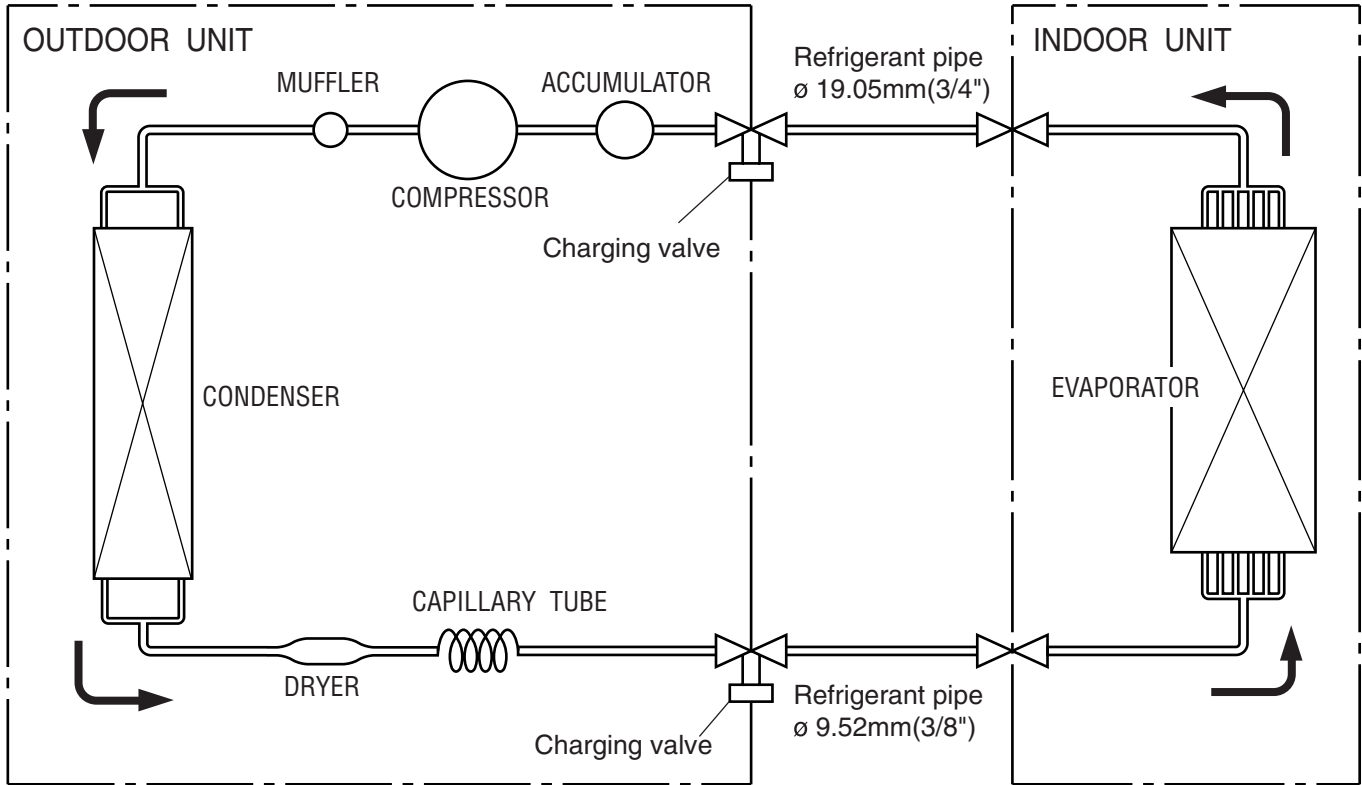 OUTDOOR UNIT
INDOOR UNIT
MUFFLER
ACCUMULATOR
Refrigerant pipe
ø 19.05mm(3/4")
COMPRESSOR
Charging valve
CONDENSER
EVAPORATOR
CAPILLARY TUBE
DRYER
Refrigerant pipe
ø 9.52mm(3/8")
Charging valve